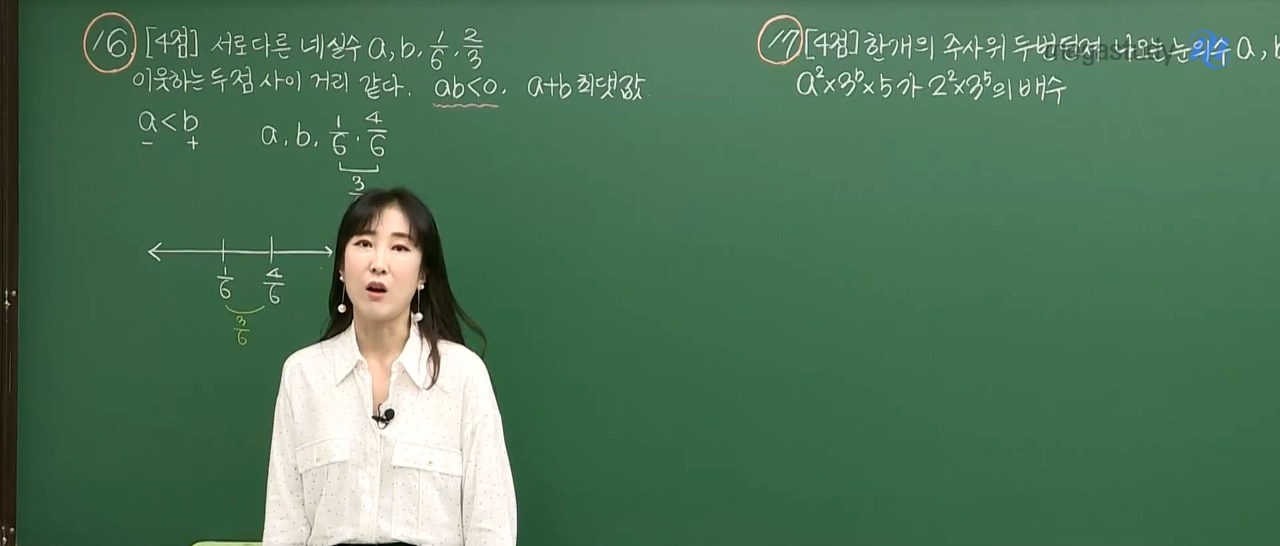 16. [4점] 서로다른 네실수 a, b, 1/6, 2/3
이웃하는 두 점 사이 거리 같다. ab<0, a+b 최댓값
a<b
- +
a, b, 1/6, 4/6
3
1/6 4/6
3/6
17 [4점] 한개의 주사위 두번던져 나오는 눈의수 a, b
a²×3ᵇ×5가 2²×3⁵의 배수
megastudy